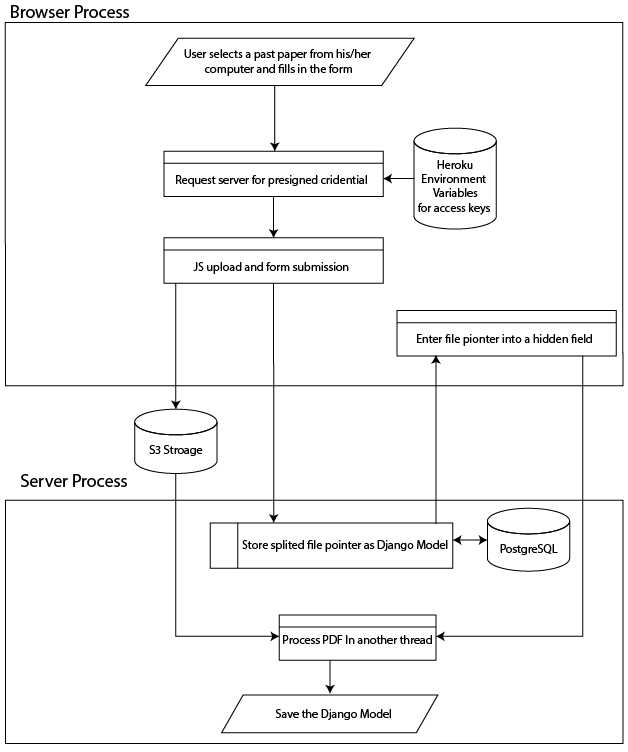 Browser Process
User selects a past paper from his/her
computer and fills in the form
Heroku
Environment
Variables
for access keys
Request server for presigned cridential
JS upload and form submission
Enter file pionter into a hidden field
S3 Stroage
Server Process
Store splited file pointer as Django Model
PostgreSQL
Process PDF In another thread
Save the Django Model